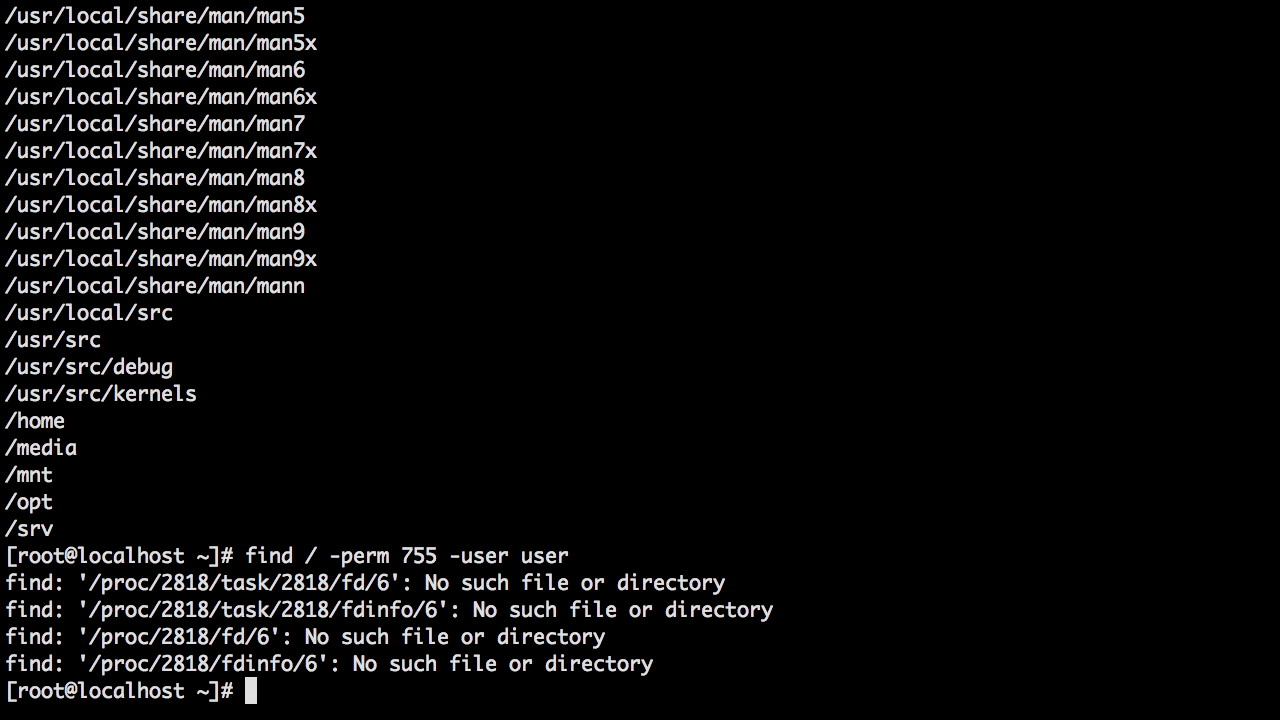 /usr/local/share/man/man5
/usr/local/share/man/man5x
/usr/local/share/man/man6
/usr/local/share/man/man6x
/usr/local/share/man/man7
/usr/local/share/man/man7x
/usr/local/share/man/man8
/usr/local/share/man/man8x
/usr/local/share/man/man9
/usr/local/share/man/man9x
/usr/local/share/man/mann
/usr/local/src
/usr/src
/usr/src/debug
/usr/src/kernels
/home
/media
/mnt
/opt
/srv
[root@localhost ~]# find / -perm 755 -user user
find: '/proc/2818/task/2818/fd/6': No such file or directory
find: '/proc/2818/task/2818/fdinfo/6': No such file or directory
find: '/proc/2818/fd/6': No such file or directory
find: '/proc/2818/fdinfo/6': No such file or directory
[root@localhost ~]#